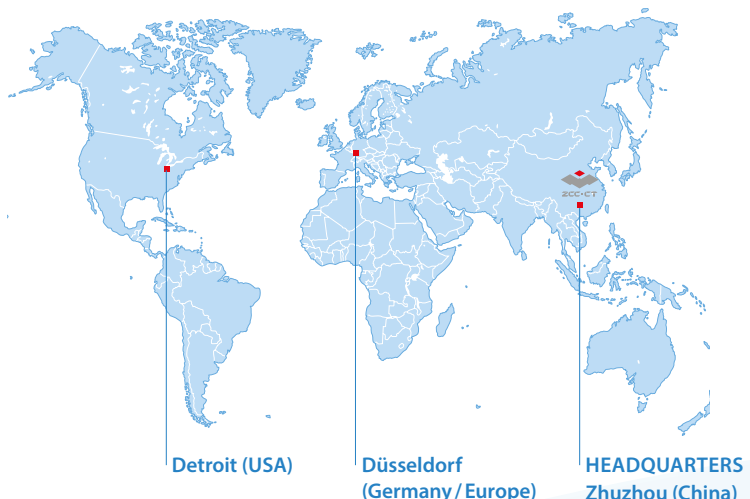 ZCC·CT
Detroit (USA)
Düsseldorf
(Germany / Europe)
HEADQUARTERS
Zhuzhou (China)